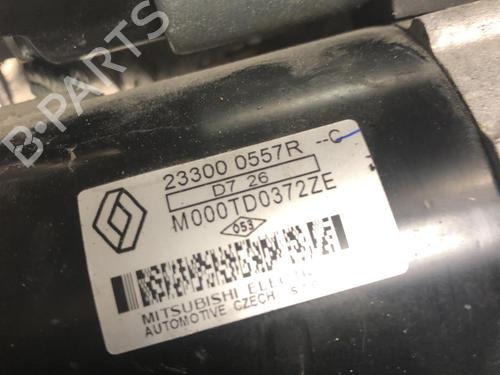 B-PARTS
23300 0557R --C
D7 26
M000TD0372ZE
053
MITSUBISHI ELECTRIC
AUTOMOTIVE CZECH